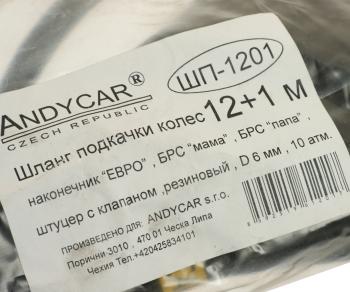 ANDYCAR®
CZECH REPUBLIC
ШП-1201
Шланг подкачки колес 12+1 м
наконечник "ЕВРО" , БРС "мама" , БРС "папа" ,
штуцер с клапаном ,резиновый , D 6 мм , 10 атм.
ПРОИЗВЕДЕНО ДЛЯ: ANDYCAR s.r.o.
Порични 3010 , 470 01 Ческа Липа
Чехия Тел.+420425834101